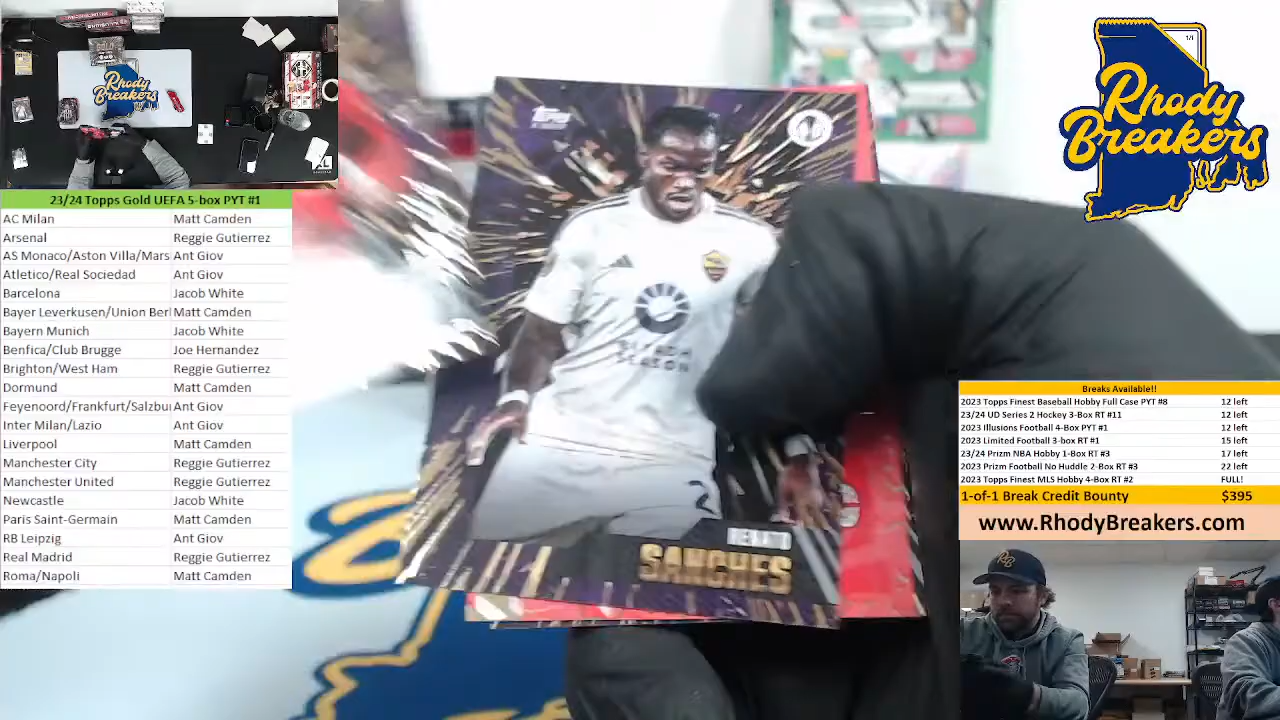 Rhody
Breakers
23/24 Topps Gold UEFA 5-box PYT #1
AC Milan Matt Camden
Arsenal Reggie Gutierrez
AS Monaco/Aston Villa/Mars Ant Giov
Atletico/Real Sociedad Ant Giov
Barcelona Jacob White
Bayer Leverkusen/Union Berl Matt Camden
Bayern Munich Jacob White
Benfica/Club Brugge Joe Hernandez
Brighton/West Ham Reggie Gutierrez
Dormund Matt Camden
Feyenoord/Frankfurt/Salzbu Ant Giov
Inter Milan/Lazio Ant Giov
Liverpool Matt Camden
Manchester City Reggie Gutierrez
Manchester United Reggie Gutierrez
Newcastle Jacob White
Paris Saint-Germain Matt Camden
RB Leipzig Ant Giov
Real Madrid Reggie Gutierrez
Roma/Napoli Matt Camden
Topps
RENATO
SANCHES
1/1
Rhody
Breakers
Breaks Available!!
2023 Topps Finest Baseball Hobby Full Case PYT #8 12 left
23/24 UD Series 2 Hockey 3-Box RT #11 12 left
2023 Illusions Football 4-Box PYT #1 12 left
2023 Limited Football 3-box RT #1 15 left
23/24 Prizm NBA Hobby 1-Box RT #3 17 left
2023 Prizm Football No Huddle 2-Box RT #3 22 left
2023 Topps Finest MLS Hobby 4-Box RT #2 FULL!
1-of-1 Break Credit Bounty $395
www.RhodyBreakers.com